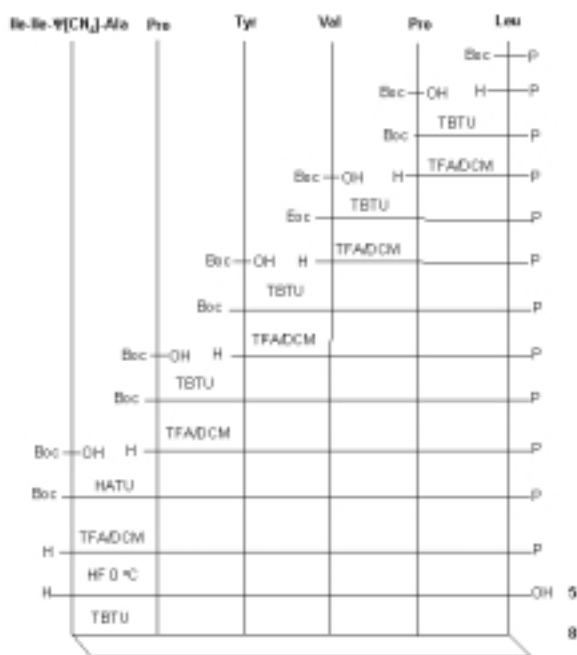 Ile-Ile-Ψ[CN₄]-Ala Pro Tyr Val Pro Leu
Boc P
Boc OH H P
TBTU
Boc P
TFA/DCM
Boc OH H P
TBTU
Boc P
TFA/DCM
Boc OH H P
TBTU
Boc P
TFA/DCM
Boc OH H P
TBTU
Boc P
TFA/DCM
Boc OH H P
HATU
Boc P
TFA/DCM
H P
HF 0 ºC
H OH 5
TBTU
8